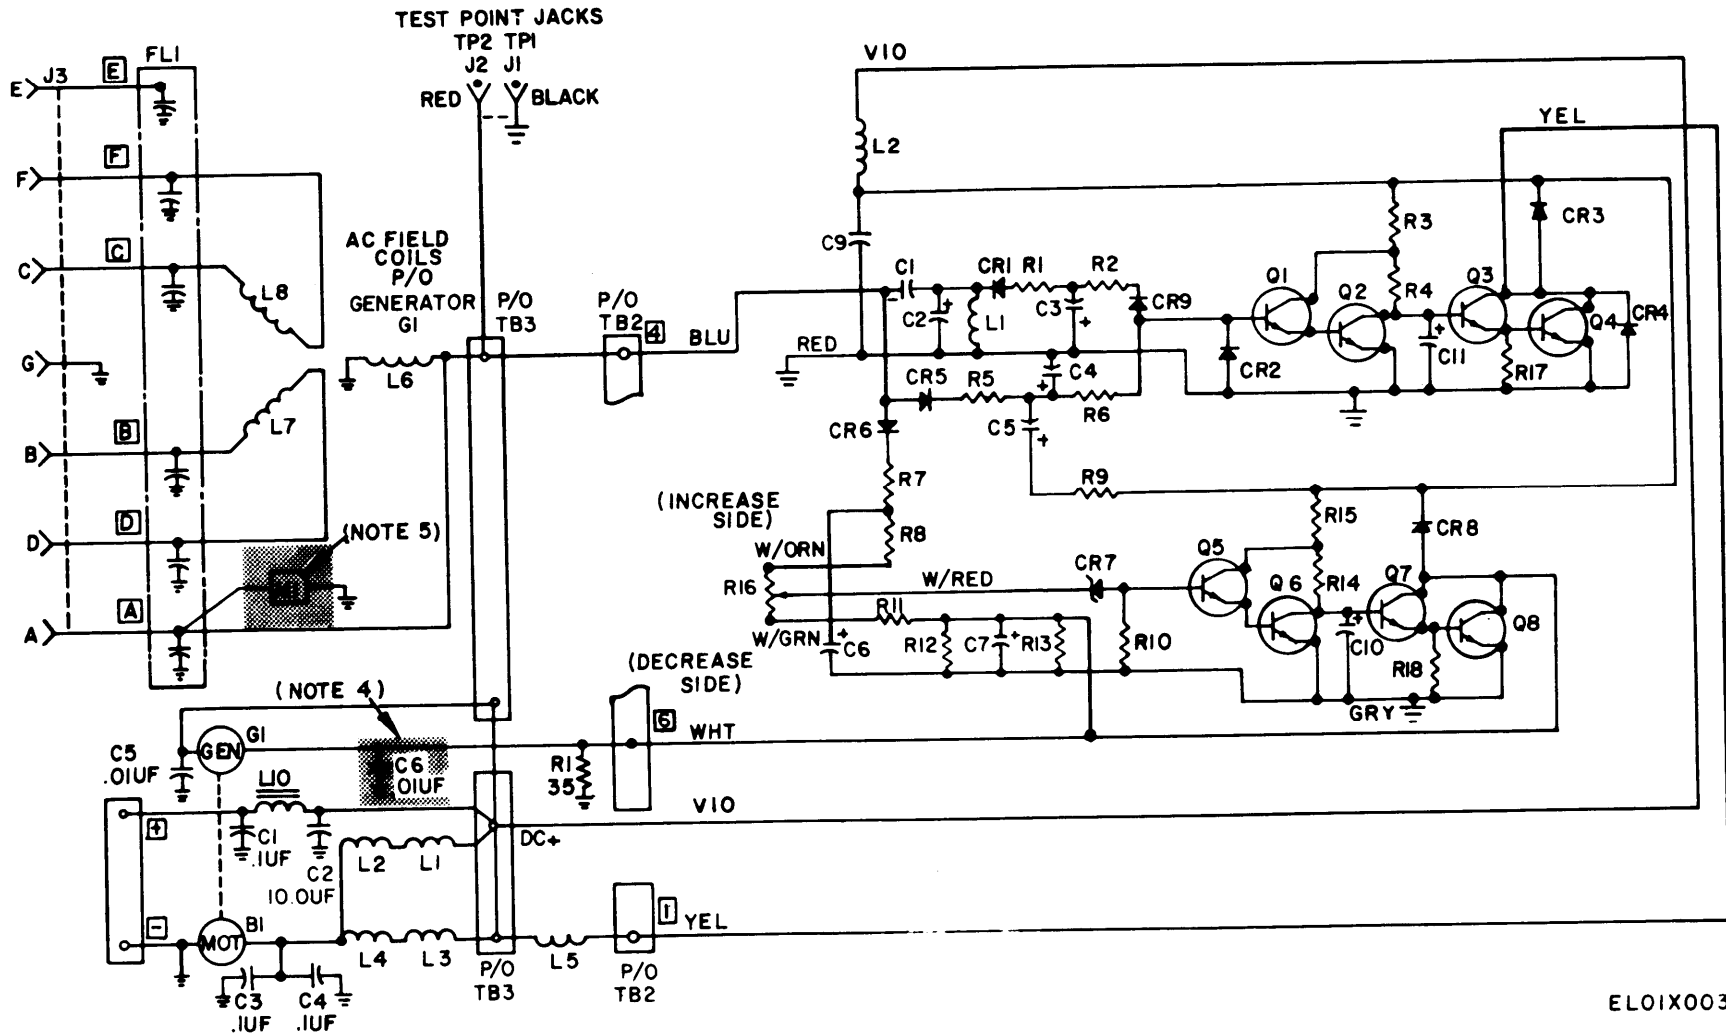 TEST POINT JACKS
TP2 TP1
J2 J1
RED BLACK
VIO
YEL
J3 E FL1
E
F
F
C
C
L8
G
B
B
L7
D
D
(NOTE 5)
A
A
AC FIELD
COILS
P/O
GENERATOR
G1
L6
P/O
TB3
P/O
TB2
4
BLU
RED
L2
C9
C1
CR1 R1 R2
C2 L1 C3 CR9
+ + +
-
CR5 R5 C4 R6
+
CR6 C5 +
R7
R8
R9
CR2
Q1 Q2 Q3 Q4
R3
R4
C11 +
R17
CR3
CR4
(INCREASE
SIDE)
W/ORN
R16
W/RED
W/GRN
R11
(DECREASE
SIDE)
+ C6
R12 C7 + R13
R10
CR7
Q5 Q6 Q7 Q8
R15
R14
CR8
+
C10
R18
GRY
(NOTE 4)
C5
.01UF
GEN G1
C6
.01UF
R1
35
6
WHT
+
C1
.1UF
L10
C2
10.0UF
L2 L1
DC+
VIO
-
MOT B1
L4 L3
C3
.1UF
C4
.1UF
P/O
TB3
L5
1
YEL
P/O
TB2
EL01X003